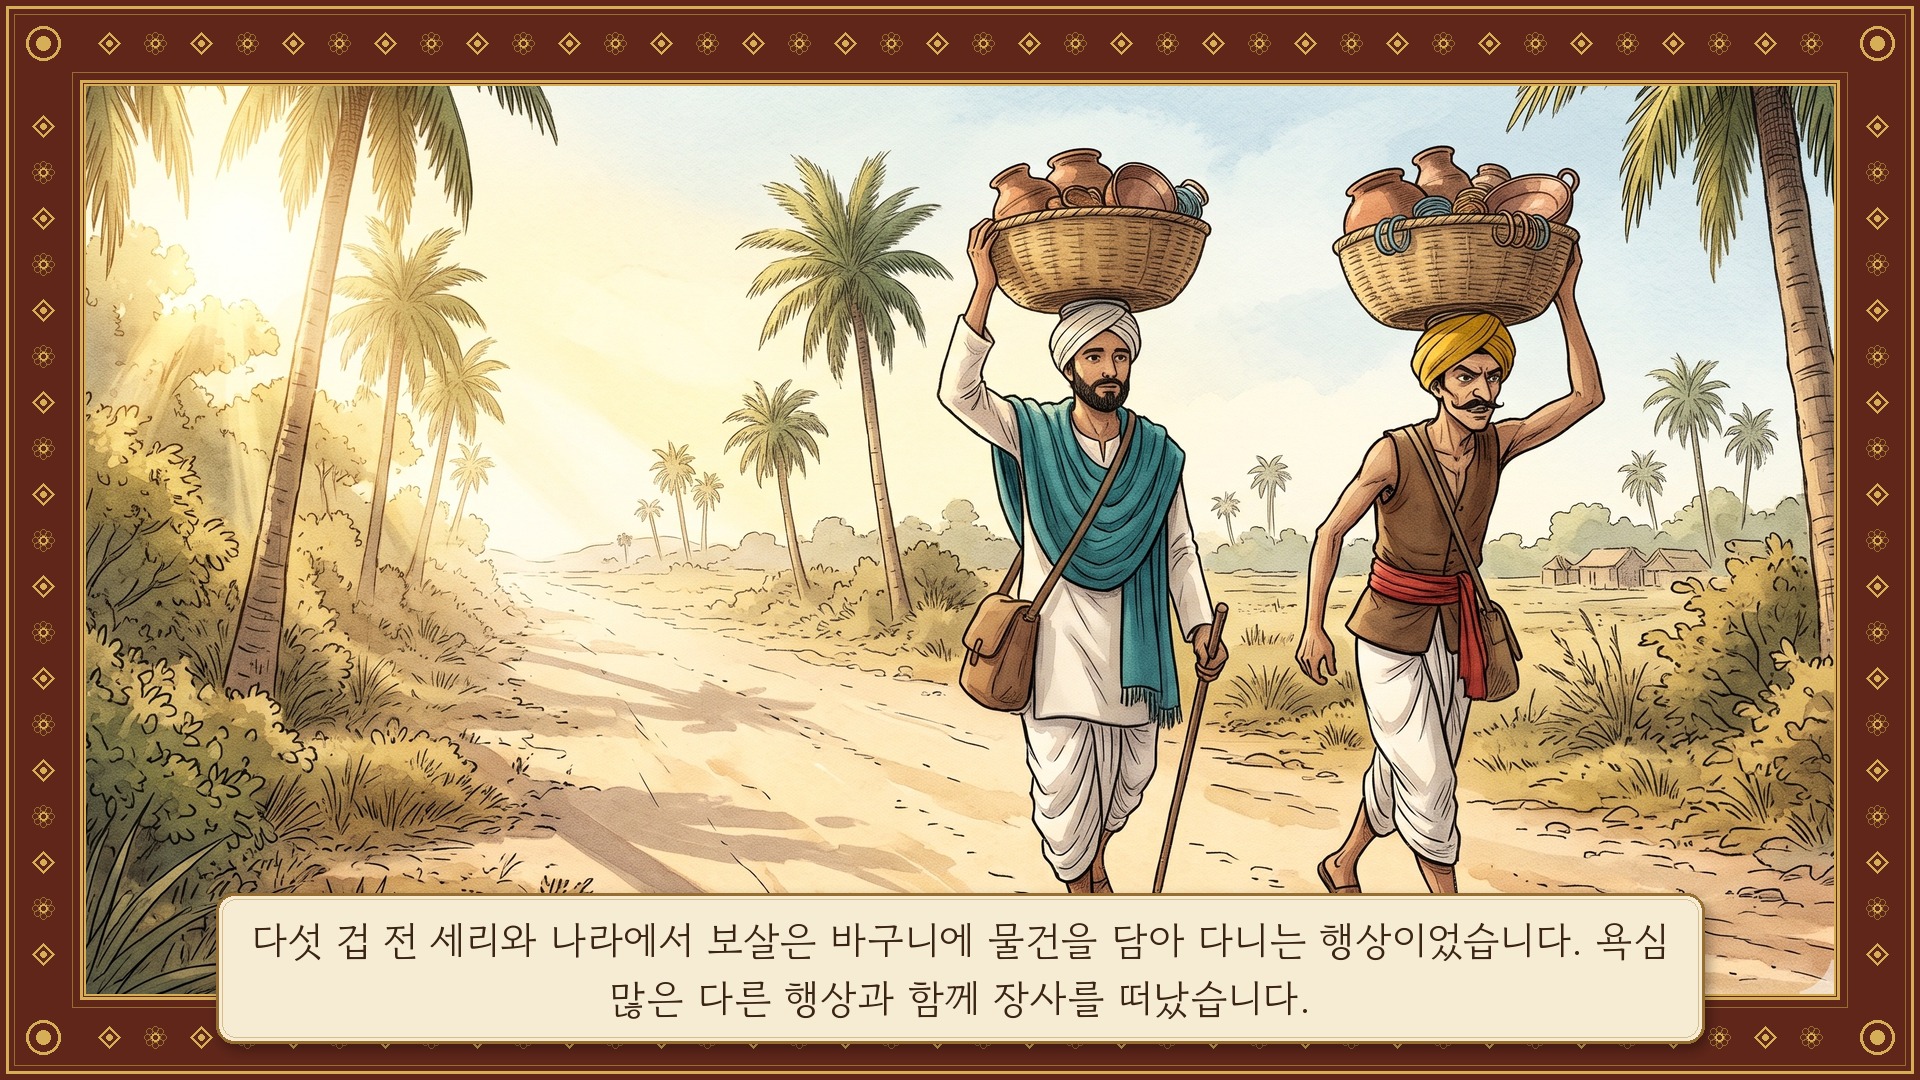 다섯 겁 전 세리와 나라에서 보살은 바구니에 물건을 담아 다니는 행상이었습니다. 욕심
많은 다른 행상과 함께 장사를 떠났습니다.